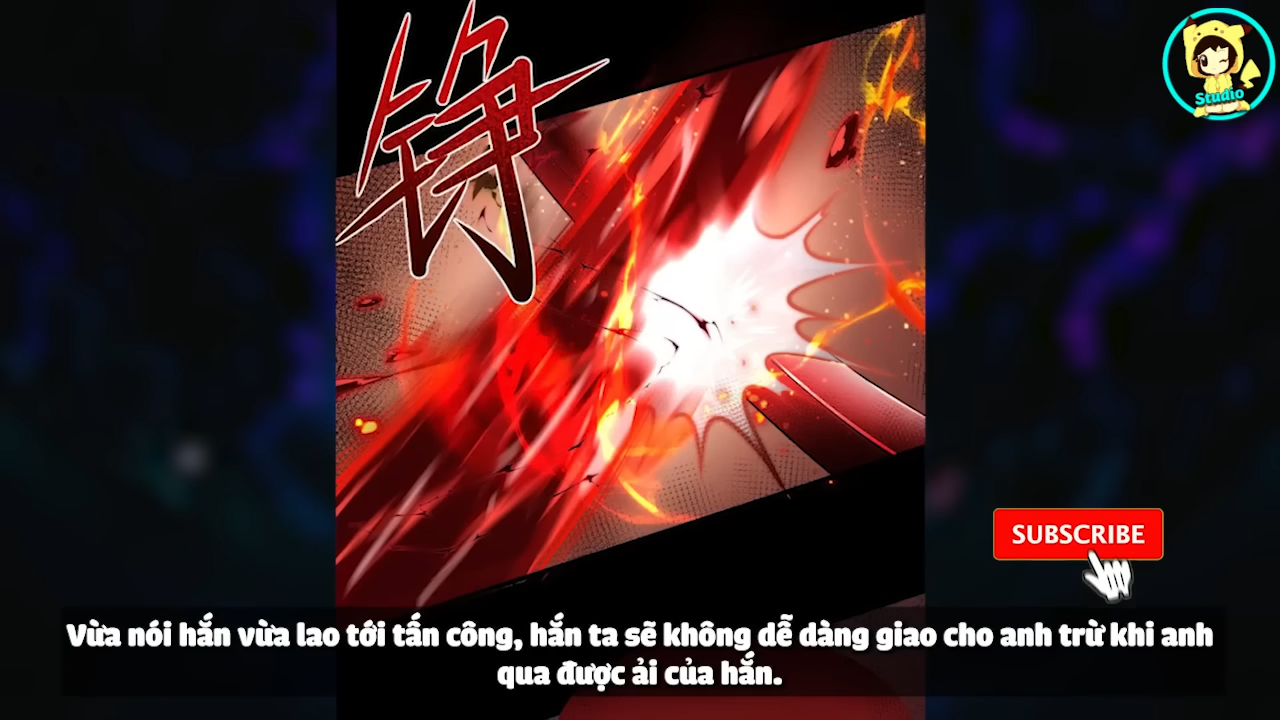 铮
Studio
SUBSCRIBE
Vừa nói hắn vừa lao tới tấn công, hắn ta sẽ không dễ dàng giao cho anh trừ khi anh
qua được ải của hắn.